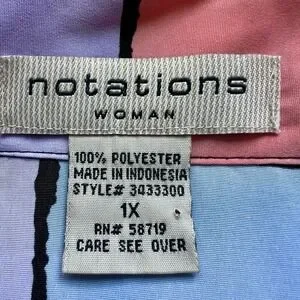 notations
WOMAN
100% POLYESTER
MADE IN INDONESIA
STYLE# 3433300
1X
RN# 58719
CARE SEE OVER